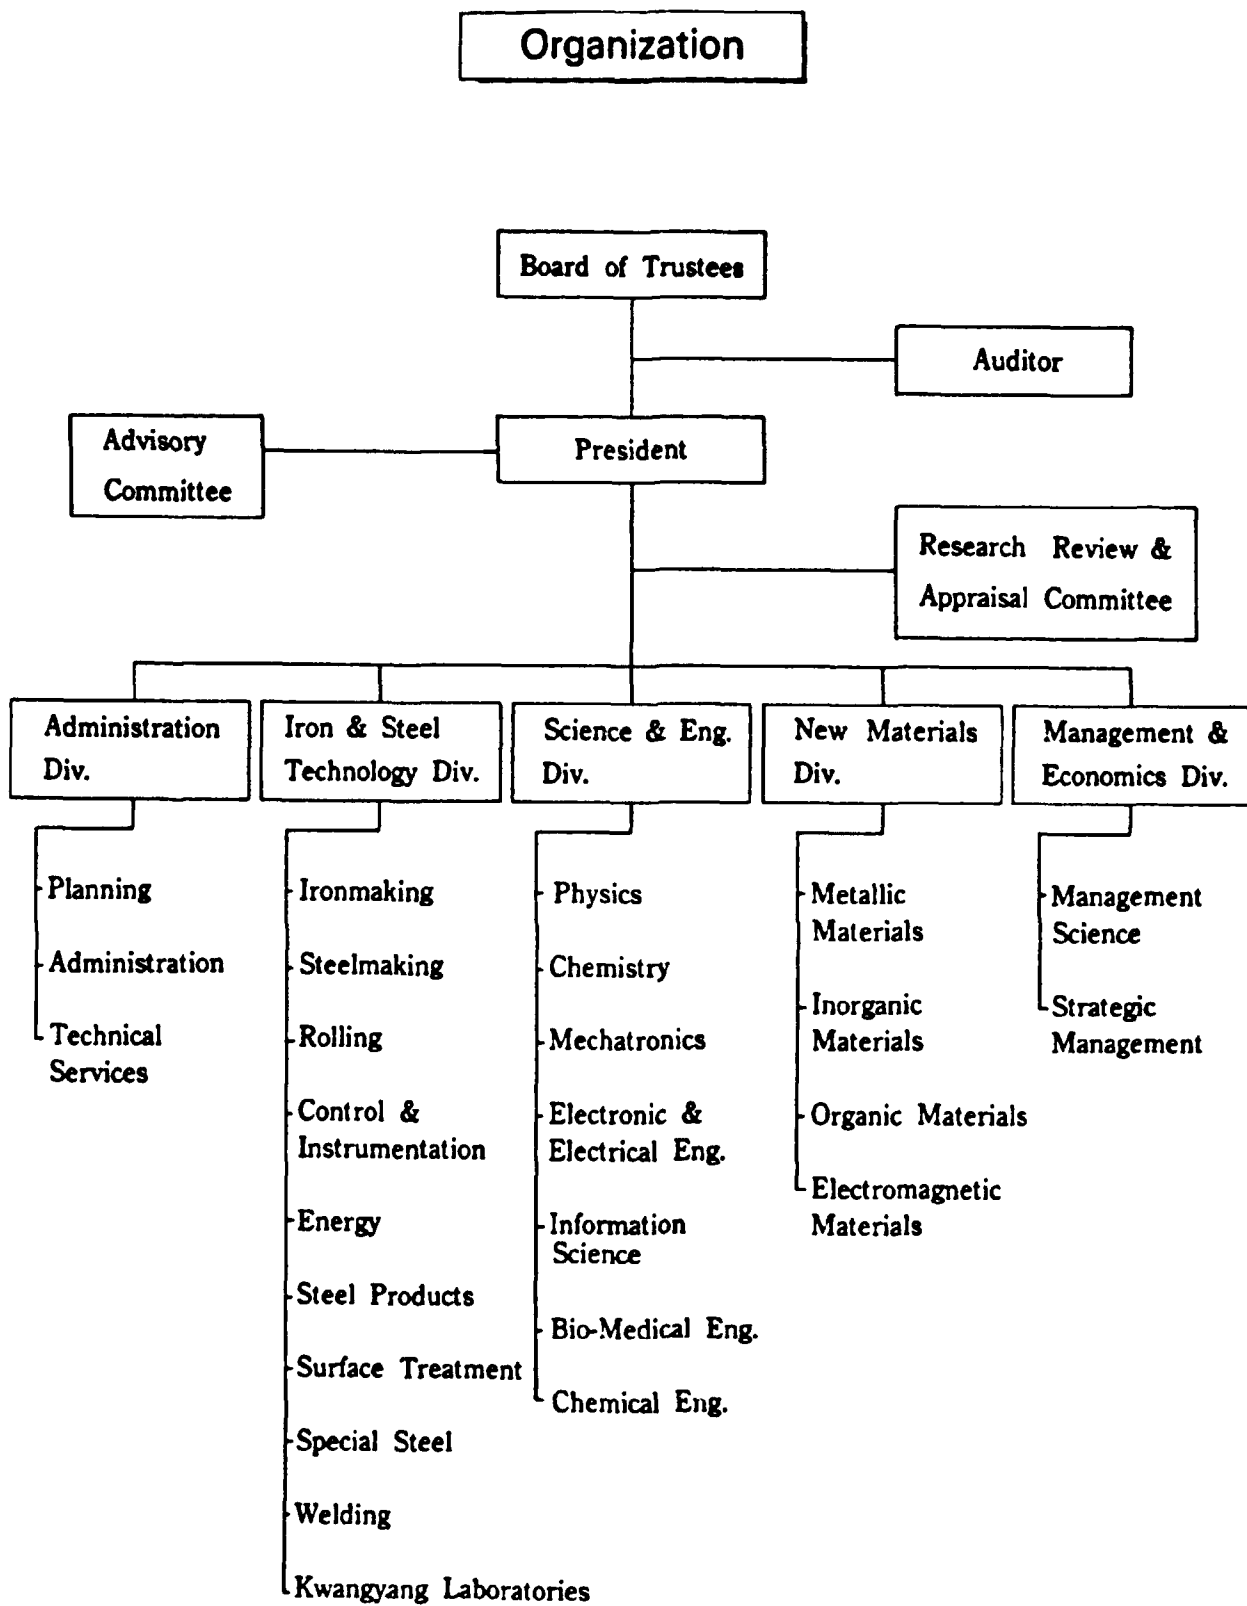 Organization
Board of Trustees
Auditor
Advisory
Committee
President
Research Review &
Appraisal Committee
Administration
Div.
Iron & Steel
Technology Div.
Science & Eng.
Div.
New Materials
Div.
Management &
Economics Div.
Planning
Administration
Technical
Services
Ironmaking
Steelmaking
Rolling
Control &
Instrumentation
Energy
Steel Products
Surface Treatment
Special Steel
Welding
Kwangyang Laboratories
Physics
Chemistry
Mechatronics
Electronic &
Electrical Eng.
Information
Science
Bio-Medical Eng.
Chemical Eng.
Metallic
Materials
Inorganic
Materials
Organic Materials
Electromagnetic
Materials
Management
Science
Strategic
Management